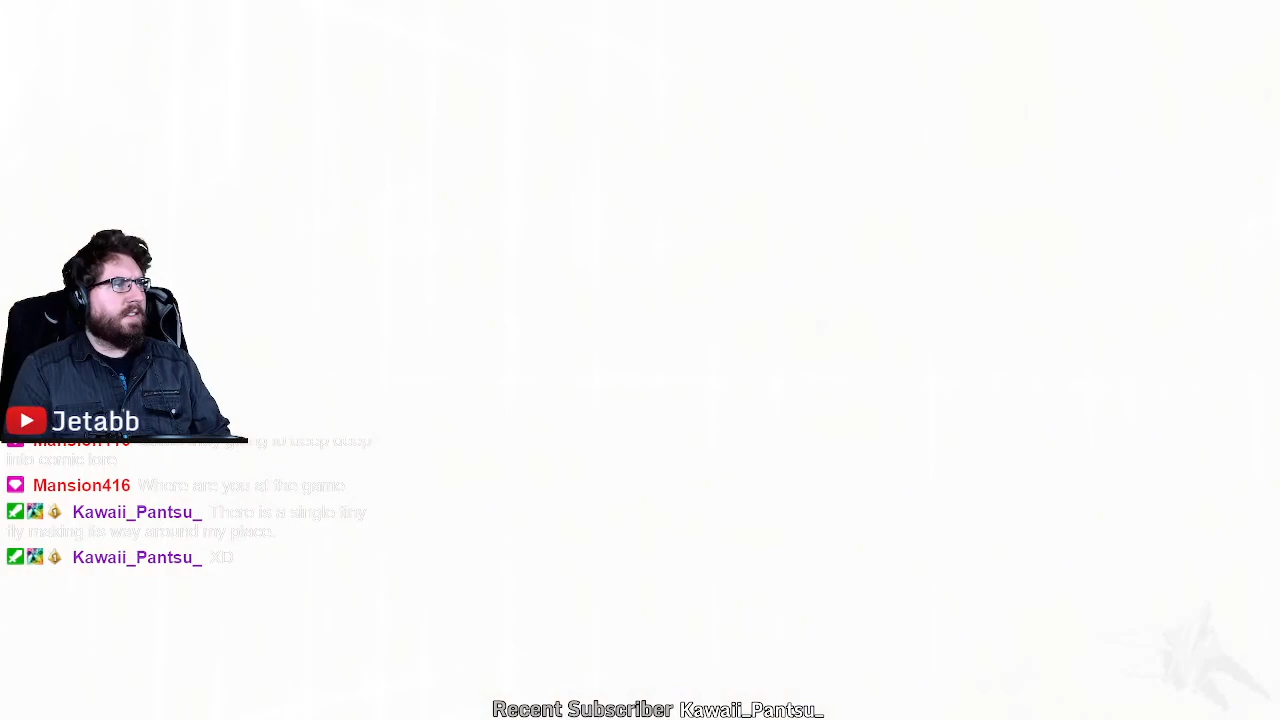 Jetabb
into comic lore
Mansion416 Where are you at the game
Kawaii_Pantsu_ There is a single tiny
fly making its way around my place.
Kawaii_Pantsu_ XD
Recent Subscriber Kawaii_Pantsu_